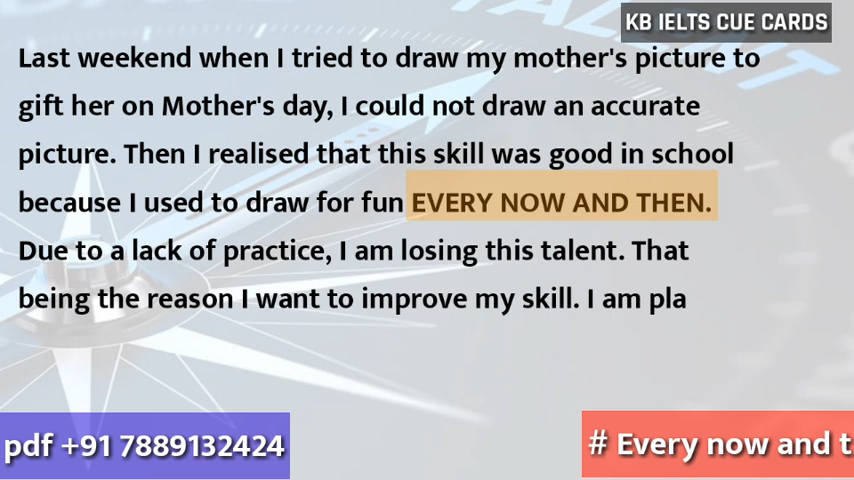 KB IELTS CUE CARDS
Last weekend when I tried to draw my mother's picture to
gift her on Mother's day, I could not draw an accurate
picture. Then I realised that this skill was good in school
because I used to draw for fun EVERY NOW AND THEN.
Due to a lack of practice, I am losing this talent. That
being the reason I want to improve my skill. I am pla
pdf +91 7889132424
# Every now and t
TALENT